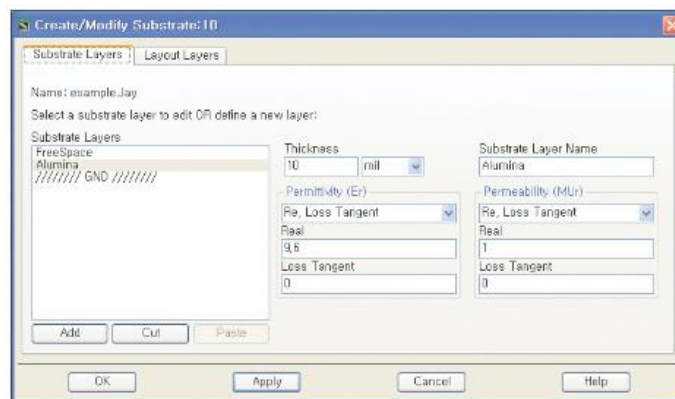 Create/Modify Substrate:10
Substrate Layers
Layout Layers
Name: example.lay
Select a substrate layer to edit OR define a new layer:
Substrate Layers
FreeSpace
Alumina
//////// GND ////////
Thickness
10
mil
Substrate Layer Name
Alumina
Permittivity (Er)
Re, Loss Tangent
Real
9.6
Loss Tangent
0
Permeability (MUr)
Re, Loss Tangent
Real
1
Loss Tangent
0
Add
Cut
Paste
OK
Apply
Cancel
Help